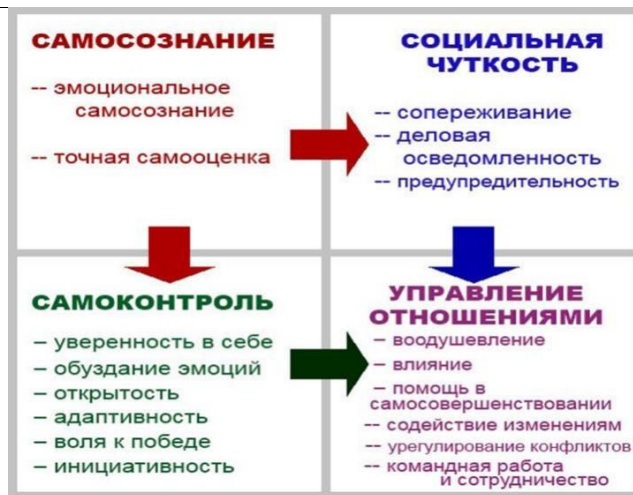 САМОСОЗНАНИЕ
-- эмоциональное
самосознание
-- точная самооценка
СОЦИАЛЬНАЯ
ЧУТКОСТЬ
-- сопереживание
-- деловая
осведомленность
-- предупредительность
САМОКОНТРОЛЬ
– уверенность в себе
– обуздание эмоций
– открытость
– адаптивность
– воля к победе
– инициативность
УПРАВЛЕНИЕ
ОТНОШЕНИЯМИ
– воодушевление
– влияние
– помощь в
самосовершенствовании
-- содействие изменениям
-- урегулирование конфликтов
-- командная работа
и сотрудничество